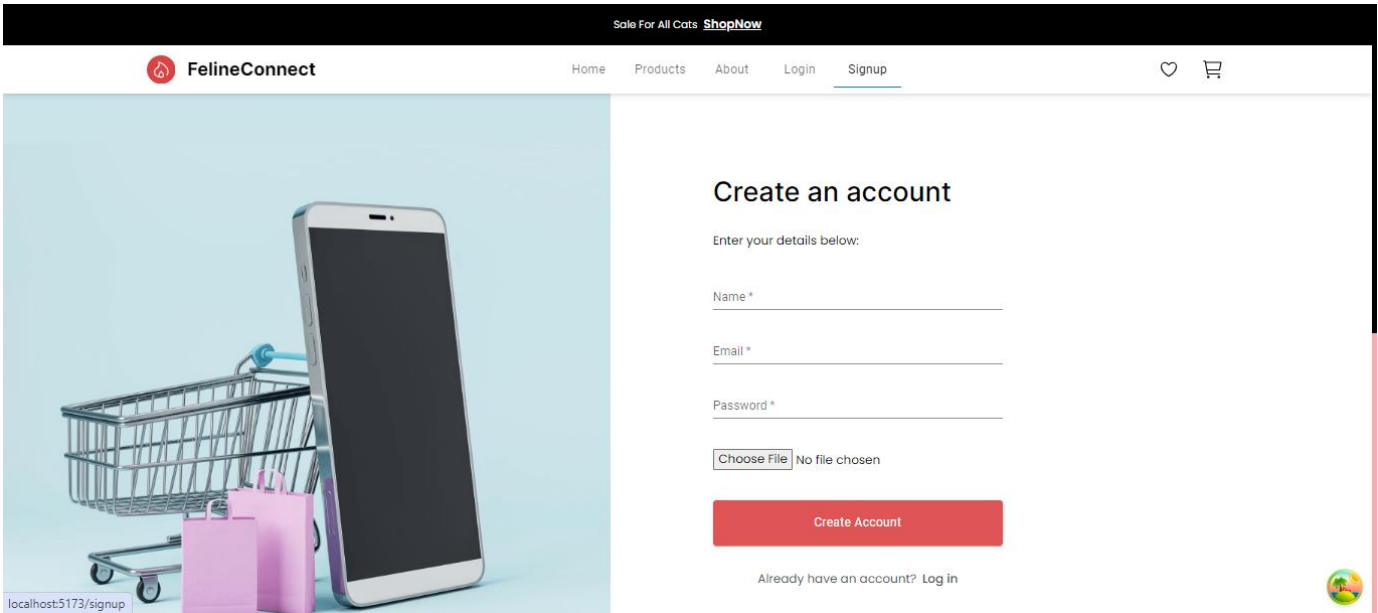 Sale For All Cats ShopNow
FelineConnect Home Products About Login Signup
Create an account
Enter your details below:
Name *
Email *
Password *
Choose File No file chosen
Create Account
Already have an account? Log in
localhost:5173/signup